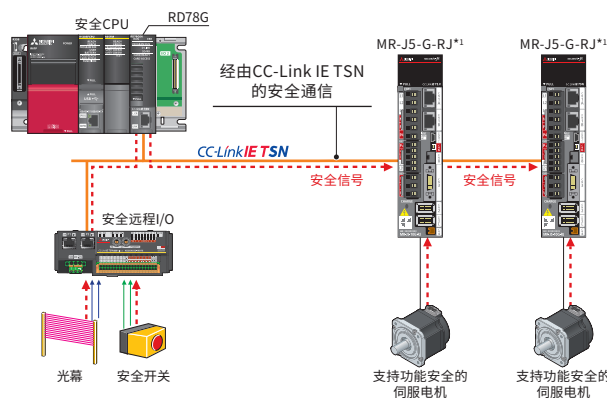 安全CPU
RD78G
MR-J5-G-RJ*1
MR-J5-G-RJ*1
经由CC-Link IE TSN
的安全通信
CC-Link IE TSN
安全信号
安全信号
安全远程I/O
光幕
安全开关
支持功能安全的
伺服电机
支持功能安全的
伺服电机